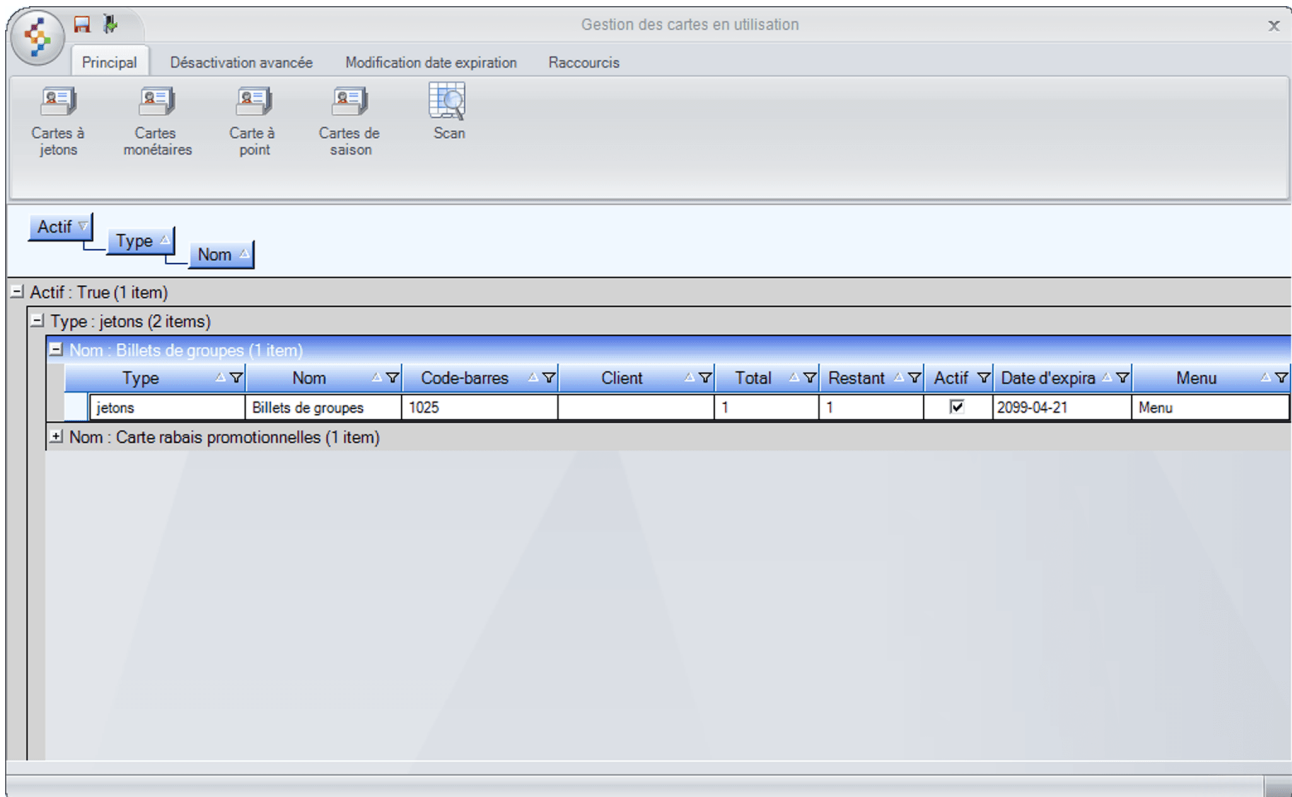 Gestion des cartes en utilisation
x
Principal Désactivation avancée Modification date expiration Raccourcis
Cartes à jetons
Cartes monétaires
Carte à point
Cartes de saison
Scan
Actif
Type
Nom
Actif : True (1 item)
Type : jetons (2 items)
Nom : Billets de groupes (1 item)
Type Nom Code-barres Client Total Restant Actif Date d'expira Menu
jetons Billets de groupes 1025 1 1 2099-04-21 Menu
Nom : Carte rabais promotionnelles (1 item)